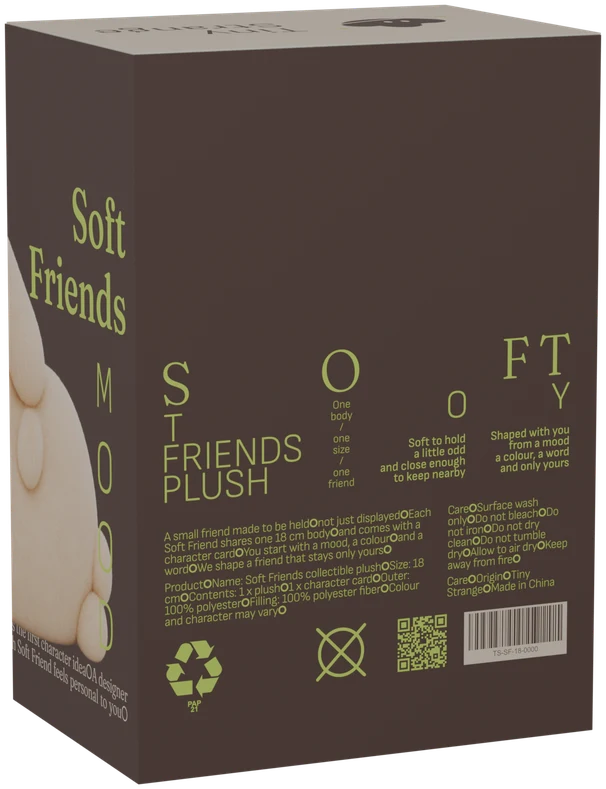 Tiny
Strange
Soft
Friends
M
O
O
D
S
T
FRIENDS
PLUSH
O
One
body
/
one
size
/
one
friend
O
Soft to hold
a little odd
and close enough
to keep nearby
F T
Y
Shaped with you
from a mood
a colour, a word
and only yours
A small friend made to be heldOnot just displayedOEach
Soft Friend shares one 18 cm bodyOand comes with a
character cardOYou start with a mood, a colourOand a
wordOWe shape a friend that stays only yoursO
ProductOName: Soft Friends collectible plushOSize: 18
cmOContents: 1 x plushO1 x character cardOOuter:
100% polyesterOFilling: 100% polyester fiberOColour
and character may varyO
CareOSurface wash
onlyODo not bleachODo
not ironODo not dry
cleanODo not tumble
dryOAllow to air dryOKeep
away from fireO
CareOOriginOTiny
StrangeOMade in China
PAP
21
TS-SF-18-0000
the first character ideaOA designer
Soft Friend feels personal to youO